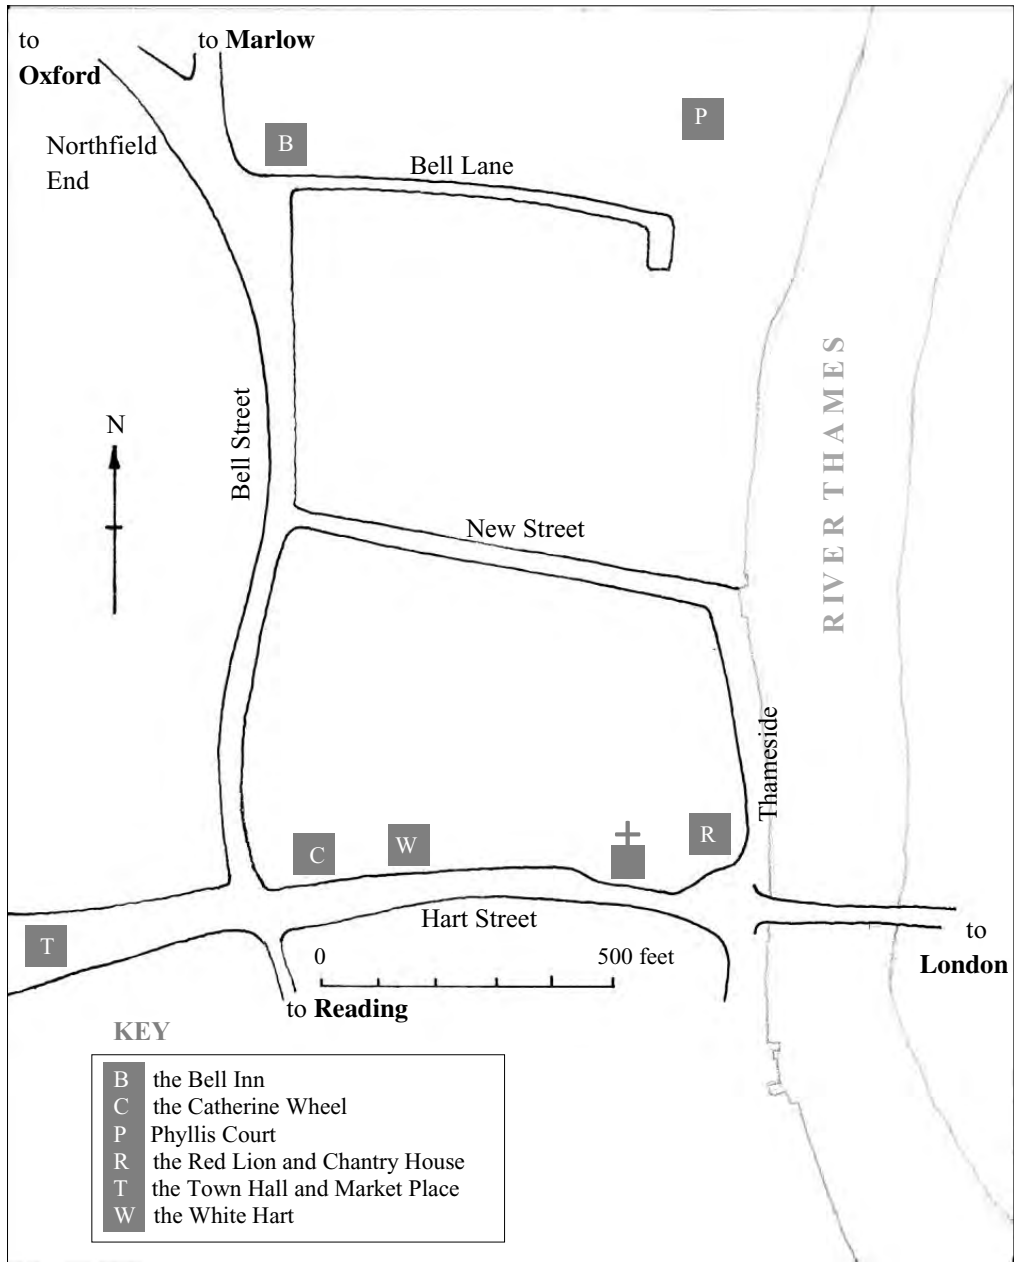 to
Oxford
to Marlow
Northfield
End
B
P
Bell Lane
Bell Street
N
New Street
RIVER THAMES
Thameside
C
W
R
T
Hart Street
0
500 feet
to
London
to Reading
KEY
B the Bell Inn
C the Catherine Wheel
P Phyllis Court
R the Red Lion and Chantry House
T the Town Hall and Market Place
W the White Hart